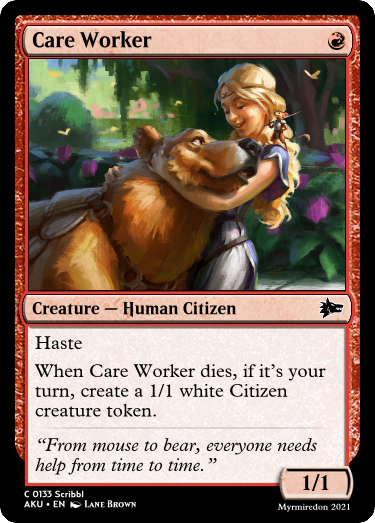 Care Worker
Creature — Human Citizen
Haste
When Care Worker dies, if it's your
turn, create a 1/1 white Citizen
creature token.
“From mouse to bear, everyone needs
help from time to time.”
1/1
C 0133 Scribbl
AKU • EN Lane Brown
Myrmiredon 2021